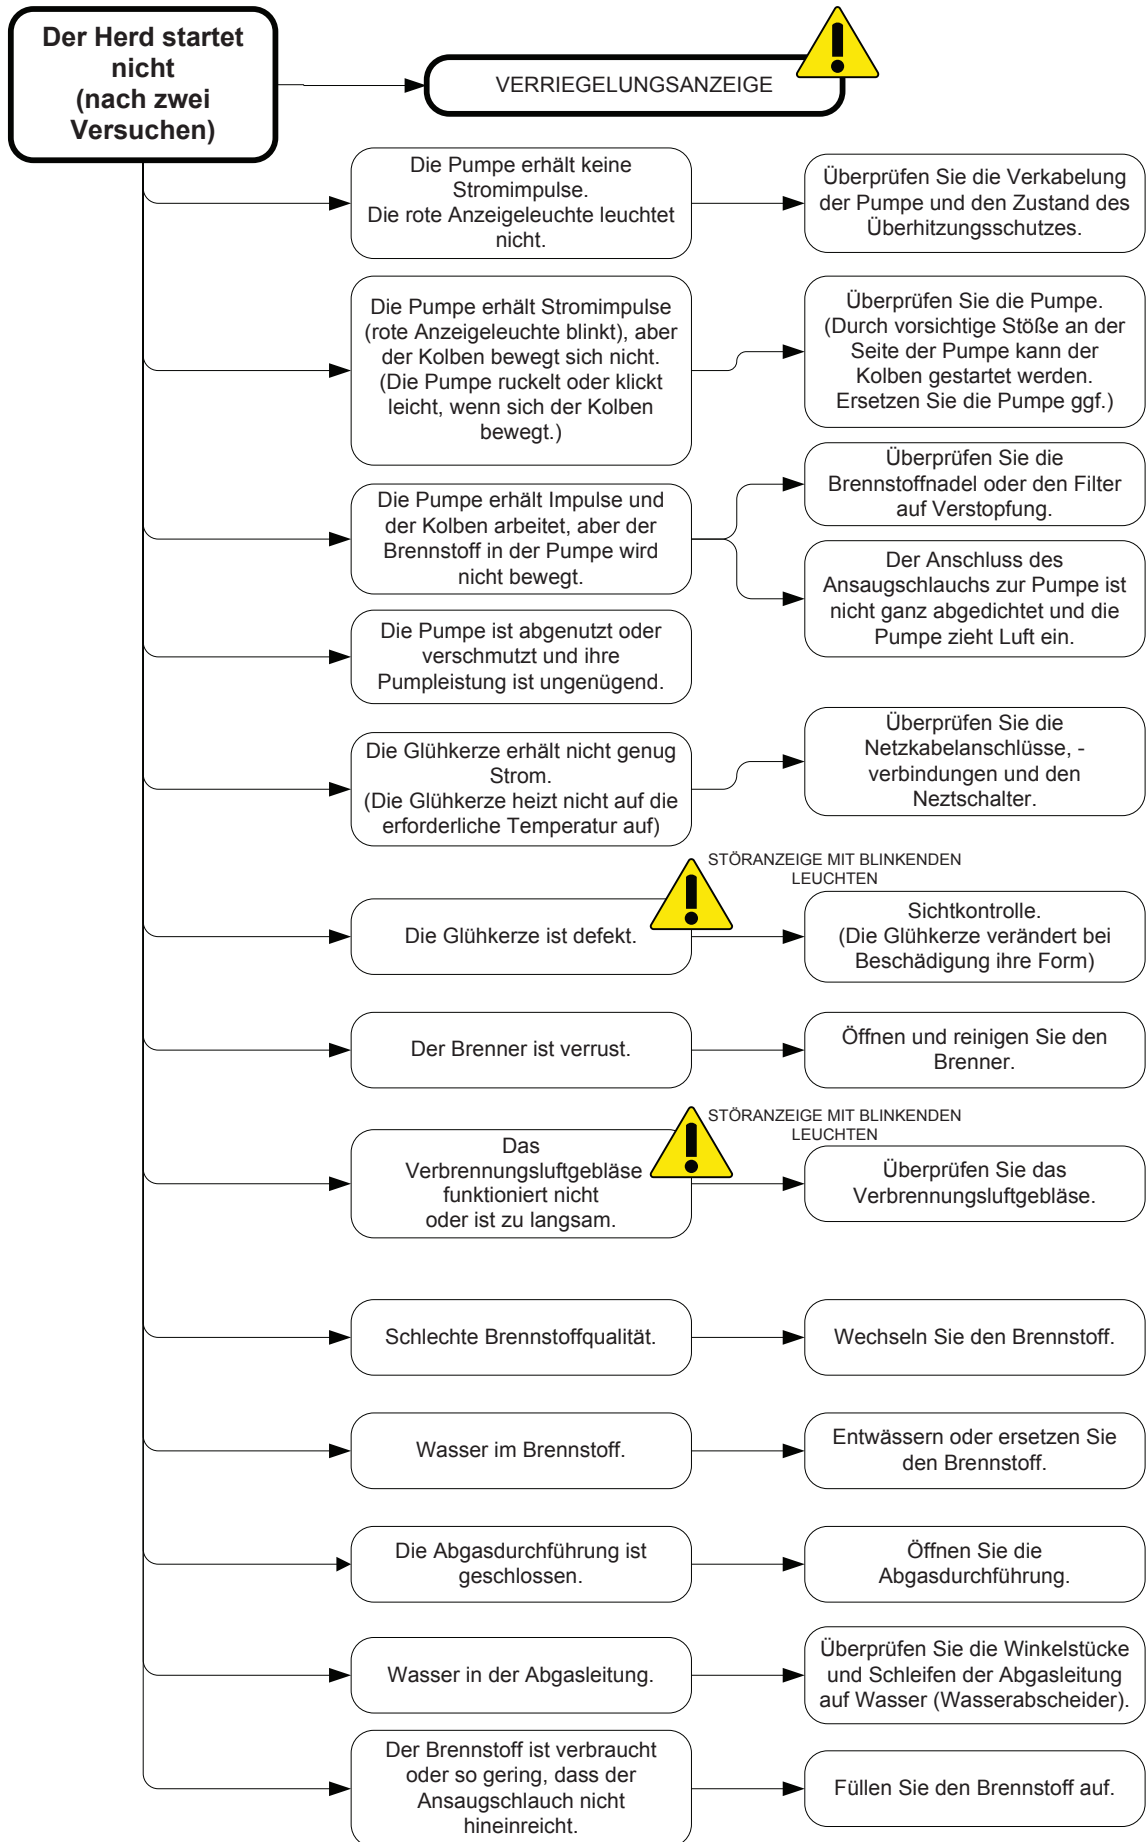 Der Herd startet
nicht
(nach zwei
Versuchen)
VERRIEGELUNGSANZEIGE
Die Pumpe erhält keine
Stromimpulse.
Die rote Anzeigeleuchte leuchtet
nicht.
Überprüfen Sie die Verkabelung
der Pumpe und den Zustand des
Überhitzungsschutzes.
Die Pumpe erhält Stromimpulse
(rote Anzeigeleuchte blinkt), aber
der Kolben bewegt sich nicht.
(Die Pumpe ruckelt oder klickt
leicht, wenn sich der Kolben
bewegt.)
Überprüfen Sie die Pumpe.
(Durch vorsichtige Stöße an der
Seite der Pumpe kann der
Kolben gestartet werden.
Ersetzen Sie die Pumpe ggf.)
Die Pumpe erhält Impulse und
der Kolben arbeitet, aber der
Brennstoff in der Pumpe wird
nicht bewegt.
Überprüfen Sie die
Brennstoffnadel oder den Filter
auf Verstopfung.
Der Anschluss des
Ansaugschlauchs zur Pumpe ist
nicht ganz abgedichtet und die
Pumpe zieht Luft ein.
Die Pumpe ist abgenutzt oder
verschmutzt und ihre
Pumpleistung ist ungenügend.
Die Glühkerze erhält nicht genug
Strom.
(Die Glühkerze heizt nicht auf die
erforderliche Temperatur auf)
Überprüfen Sie die
Netzkabelanschlüsse, -
verbindungen und den
Neztschalter.
STÖRANZEIGE MIT BLINKENDEN
LEUCHTEN
Die Glühkerze ist defekt.
Sichtkontrolle.
(Die Glühkerze verändert bei
Beschädigung ihre Form)
Der Brenner ist verrust.
Öffnen und reinigen Sie den
Brenner.
STÖRANZEIGE MIT BLINKENDEN
LEUCHTEN
Das
Verbrennungsluftgebläse
funktioniert nicht
oder ist zu langsam.
Überprüfen Sie das
Verbrennungsluftgebläse.
Schlechte Brennstoffqualität.
Wechseln Sie den Brennstoff.
Wasser im Brennstoff.
Entwässern oder ersetzen Sie
den Brennstoff.
Die Abgasdurchführung ist
geschlossen.
Öffnen Sie die
Abgasdurchführung.
Wasser in der Abgasleitung.
Überprüfen Sie die Winkelstücke
und Schleifen der Abgasleitung
auf Wasser (Wasserabscheider).
Der Brennstoff ist verbraucht
oder so gering, dass der
Ansaugschlauch nicht
hineinreicht.
Füllen Sie den Brennstoff auf.